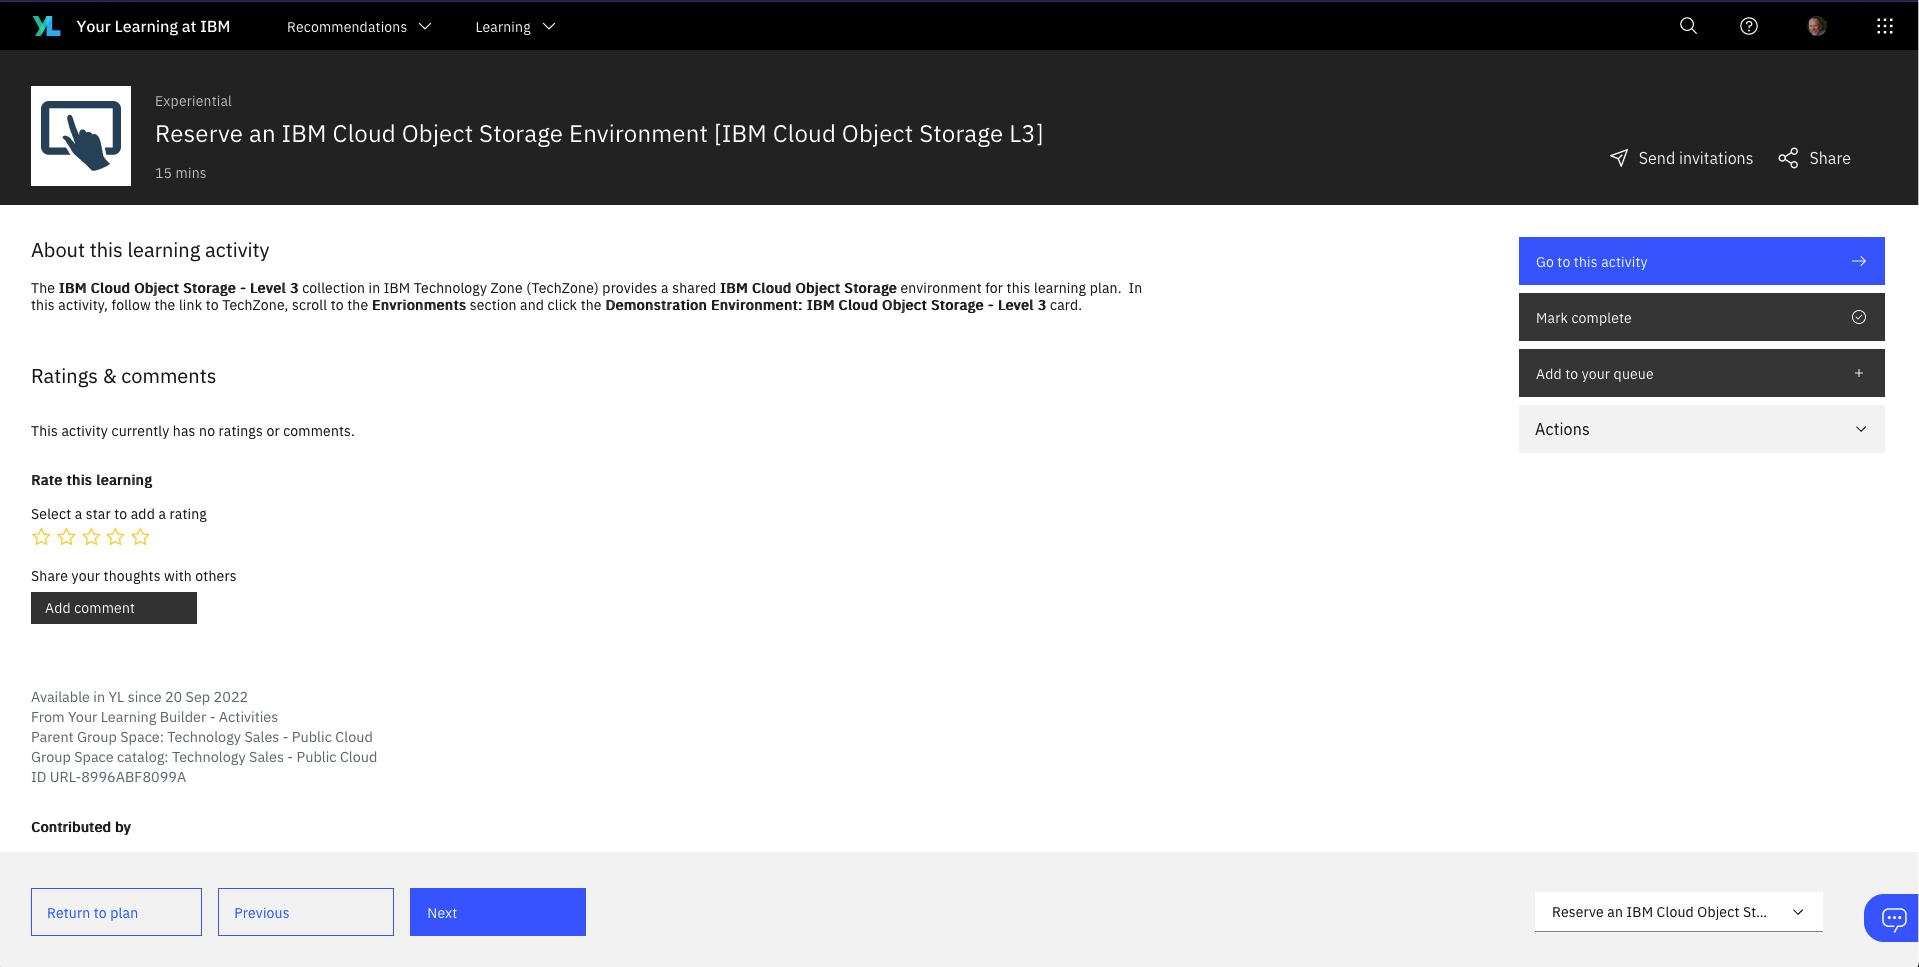 YL Your Learning at IBM Recommendations Learning
Experiential
Reserve an IBM Cloud Object Storage Environment [IBM Cloud Object Storage L3]
15 mins
Send invitations Share
About this learning activity
The IBM Cloud Object Storage - Level 3 collection in IBM Technology Zone (TechZone) provides a shared IBM Cloud Object Storage environment for this learning plan. In
this activity, follow the link to TechZone, scroll to the Envrionments section and click the Demonstration Environment: IBM Cloud Object Storage - Level 3 card.
Go to this activity
Mark complete
Add to your queue
Actions
Ratings & comments
This activity currently has no ratings or comments.
Rate this learning
Select a star to add a rating
Share your thoughts with others
Add comment
Available in YL since 20 Sep 2022
From Your Learning Builder - Activities
Parent Group Space: Technology Sales - Public Cloud
Group Space catalog: Technology Sales - Public Cloud
ID URL-8996ABF8099A
Contributed by
Return to plan Previous Next Reserve an IBM Cloud Object St...